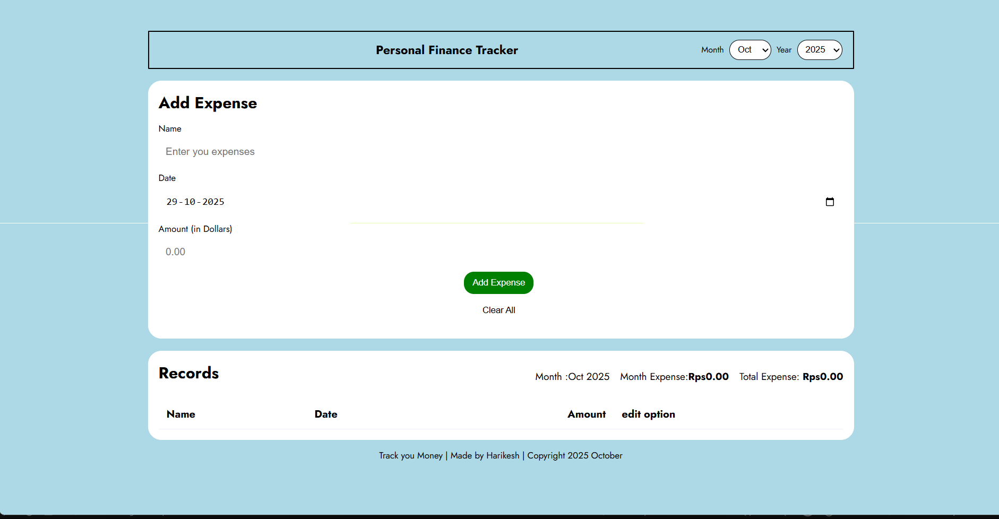 Personal Finance Tracker Month Oct Year 2025
Add Expense
Name
Enter you expenses
Date
29-10-2025
Amount (in Dollars)
0.00
Add Expense
Clear All
Records Month :Oct 2025 Month Expense:Rps0.00 Total Expense: Rps0.00
Name Date Amount edit option
Track you Money | Made by Harikesh | Copyright 2025 October